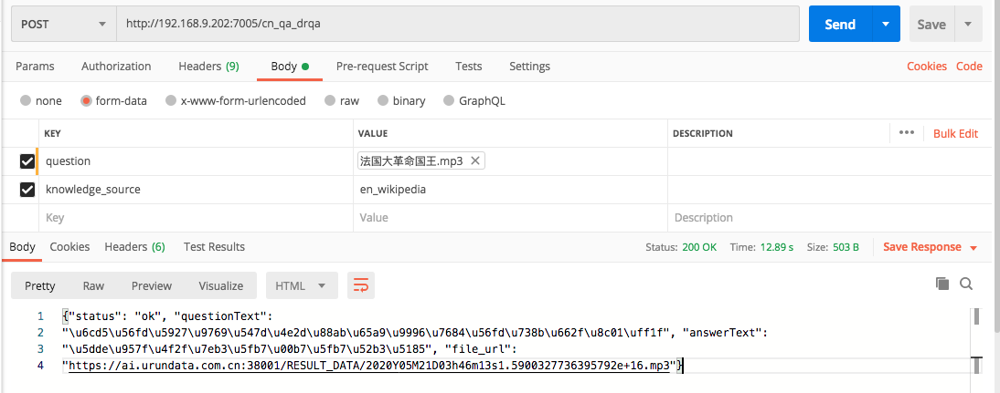 POST http://192.168.9.202:7005/cn_qa_drqa Send Save
Params Authorization Headers (9) Body Pre-request Script Tests Settings Cookies Code
none form-data x-www-form-urlencoded raw binary GraphQL
KEY VALUE DESCRIPTION ••• Bulk Edit
question 法国大革命国王.mp3 ✕
knowledge_source en_wikipedia
Key Value Description
Body Cookies Headers (6) Test Results Status: 200 OK Time: 12.89 s Size: 503 B Save Response
Pretty Raw Preview Visualize HTML
1 {"status": "ok", "questionText":
2 "\u6cd5\u56fd\u5927\u9769\u547d\u4e2d\u88ab\u65a9\u9996\u7684\u56fd\u738b\u662f\u8c01\uff1f", "answerText":
3 "\u5dde\u957f\u4f2f\u7eb3\u5fb7\u00b7\u5fb7\u52b3\u5185", "file_url":
4 "https://ai.urundata.com.cn:38001/RESULT_DATA/2020Y05M21D03h46m13s1.5900327736395792e+16.mp3"}